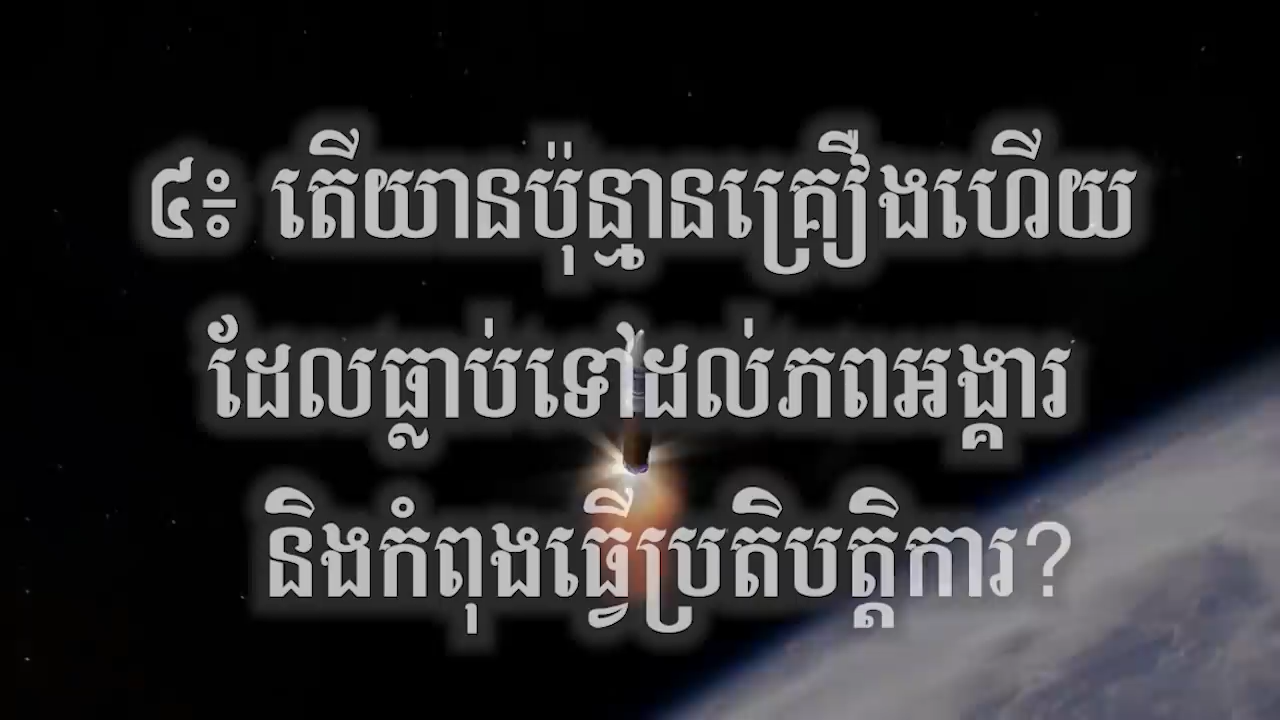 ៤៖ តើយានប៉ុន្មានគ្រឿងហើយ
ដែលធ្លាប់ទៅដល់ភពអង្គារ
និងកំពុងធ្វើប្រតិបត្តិការ?